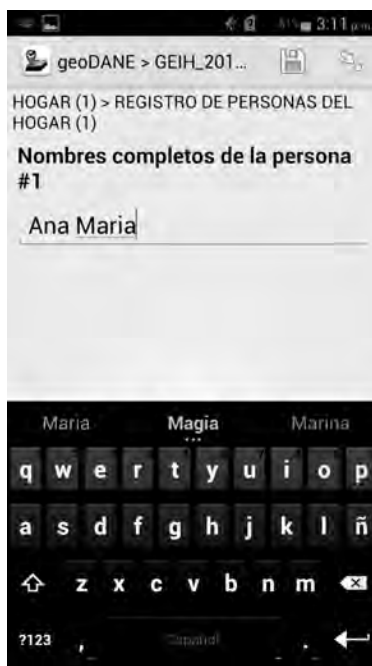 3:11 p.m.
geoDANE > GEIH_201...
HOGAR (1) > REGISTRO DE PERSONAS DEL
HOGAR (1)
Nombres completos de la persona
#1
Ana Maria
Maria Magia Marina
q w e r t y u i o p
a s d f g h j k l ñ
z x c v b n m
?123 , Español .